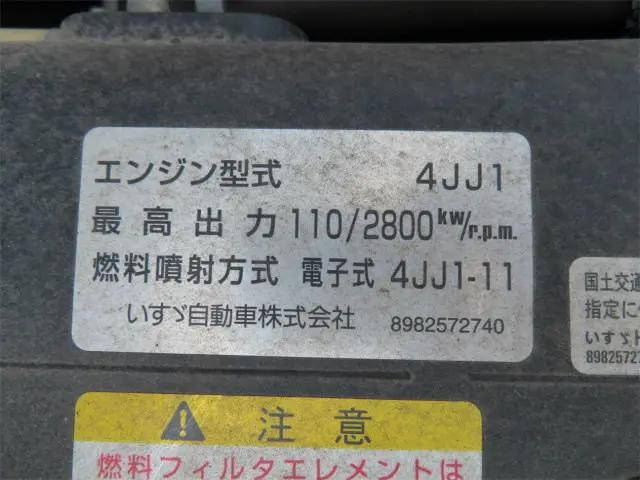 エンジン型式 4JJ1
最高出力 110/2800kw/r.p.m.
燃料噴射方式 電子式 4JJ1-11
いすゞ自動車株式会社 8982572740
国土交通
指定に
いすゞ
8982572
注意
燃料フィルタエレメントは